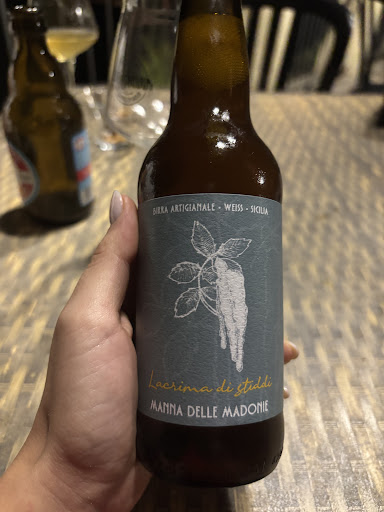 BIRRA ARTIGIANALE - WEISS - SICILIA
Lacrima di stiddi
MANNA DELLE MADONIE